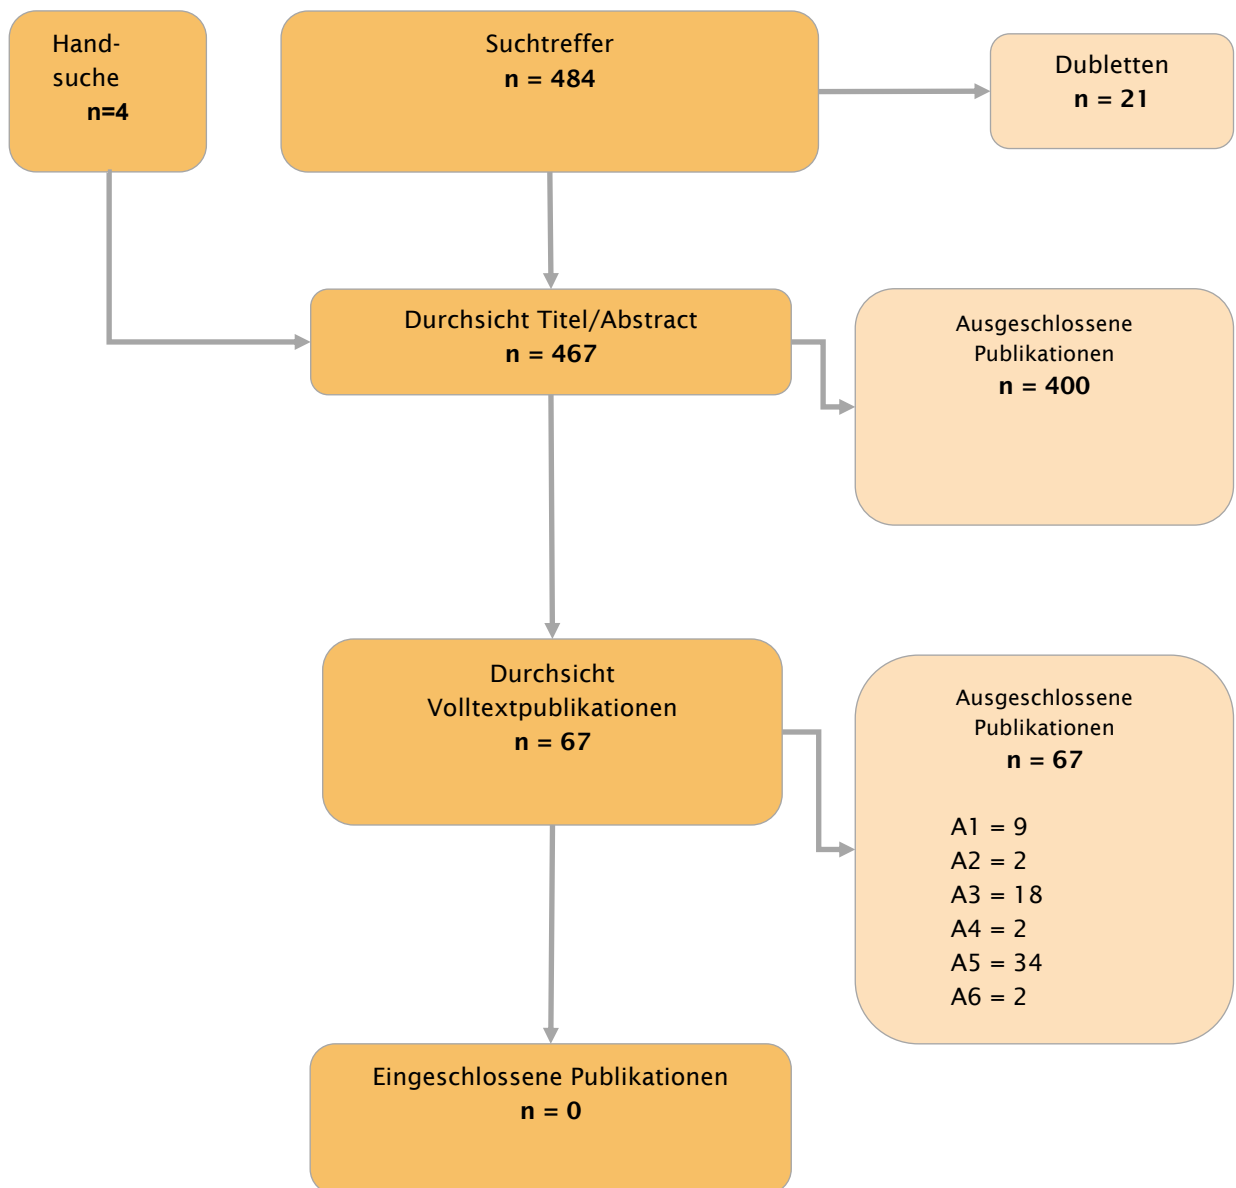 Hand-
suche
n=4
Suchtreffer
n = 484
Dubletten
n = 21
Durchsicht Titel/Abstract
n = 467
Ausgeschlossene
Publikationen
n = 400
Durchsicht
Volltextpublikationen
n = 67
Ausgeschlossene
Publikationen
n = 67
A1 = 9
A2 = 2
A3 = 18
A4 = 2
A5 = 34
A6 = 2
Eingeschlossene Publikationen
n = 0